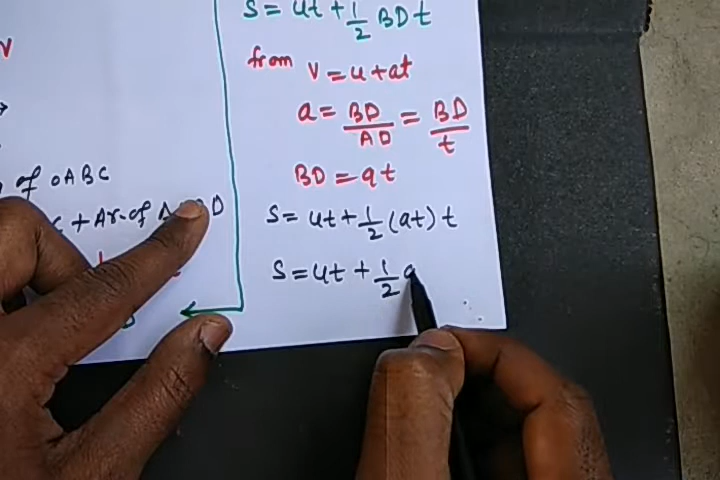 V
of OABC
+ Ar. of D
S = ut + 1/2 BD t
from V = u + at
a = BD/AD = BD/t
BD = at
S = ut + 1/2 (at) t
S = ut + 1/2 a